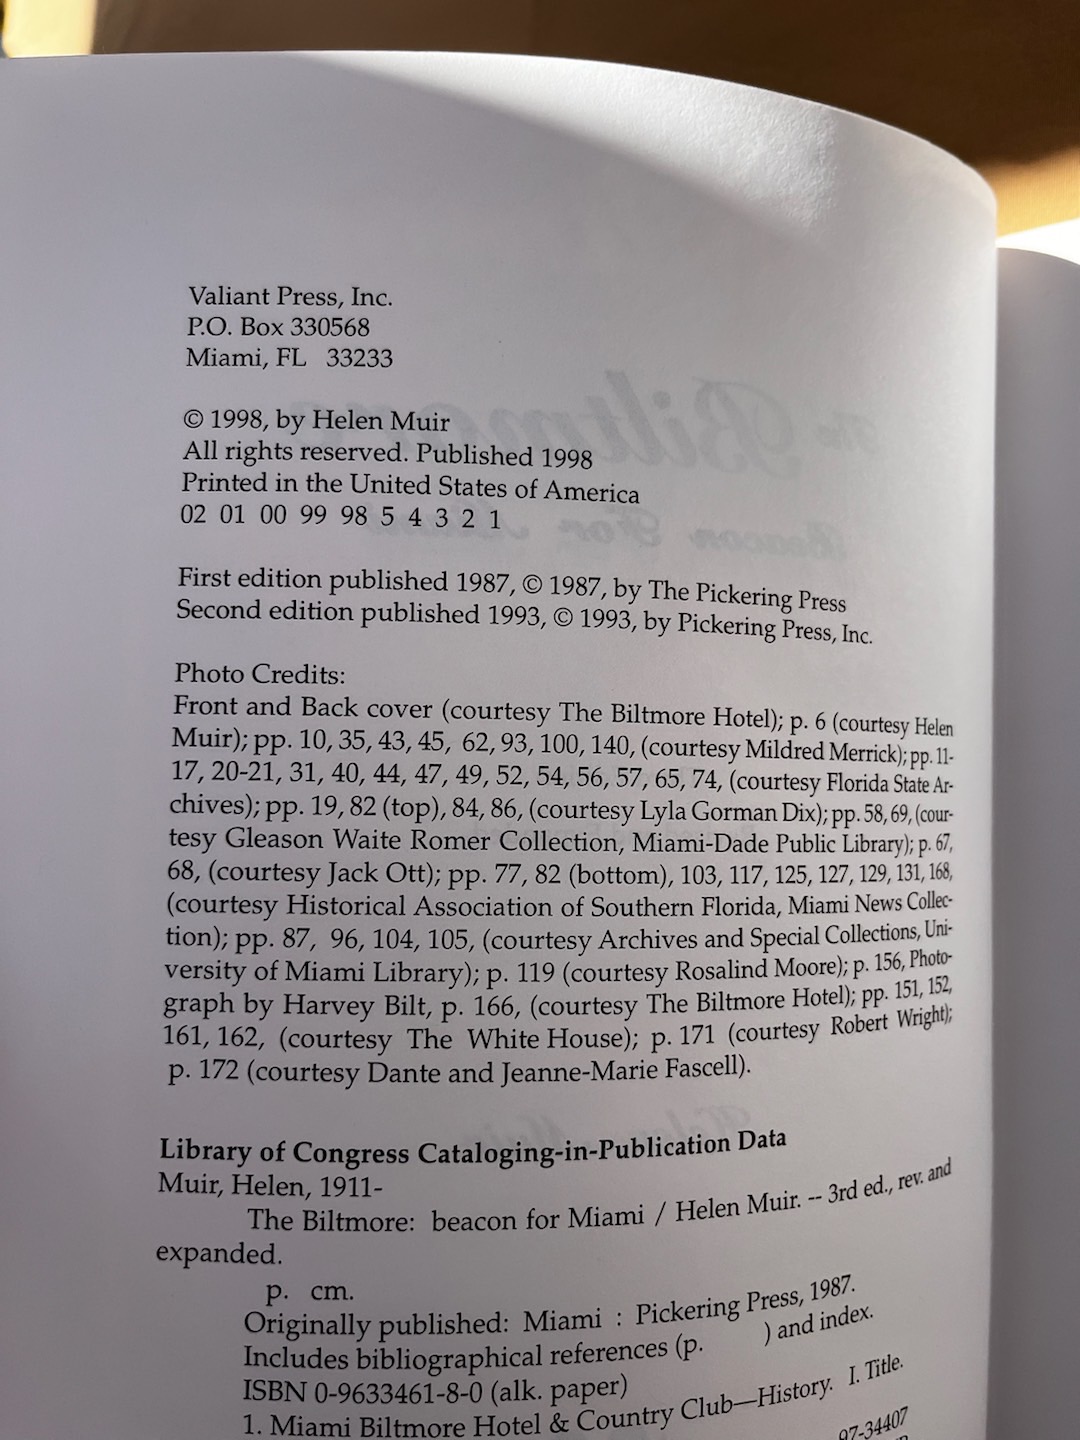 Valiant Press, Inc.
P.O. Box 330568
Miami, FL 33233
© 1998, by Helen Muir
All rights reserved. Published 1998
Printed in the United States of America
02 01 00 99 98 5 4 3 2 1
First edition published 1987, © 1987, by The Pickering Press
Second edition published 1993, © 1993, by Pickering Press, Inc.
Photo Credits:
Front and Back cover (courtesy The Biltmore Hotel); p. 6 (courtesy Helen
Muir); pp. 10, 35, 43, 45, 62, 93, 100, 140, (courtesy Mildred Merrick); pp. 11-
17, 20-21, 31, 40, 44, 47, 49, 52, 54, 56, 57, 65, 74, (courtesy Florida State Ar-
chives); pp. 19, 82 (top), 84, 86, (courtesy Lyla Gorman Dix); pp. 58, 69, (cour-
tesy Gleason Waite Romer Collection, Miami-Dade Public Library); p. 67,
68, (courtesy Jack Ott); pp. 77, 82 (bottom), 103, 117, 125, 127, 129, 131, 168,
(courtesy Historical Association of Southern Florida, Miami News Collec-
tion); pp. 87, 96, 104, 105, (courtesy Archives and Special Collections, Uni-
versity of Miami Library); p. 119 (courtesy Rosalind Moore); p. 156, Photo-
graph by Harvey Bilt, p. 166, (courtesy The Biltmore Hotel); pp. 151, 152,
161, 162, (courtesy The White House); p. 171 (courtesy Robert Wright);
p. 172 (courtesy Dante and Jeanne-Marie Fascell).
Library of Congress Cataloging-in-Publication Data
Muir, Helen, 1911-
The Biltmore: beacon for Miami / Helen Muir. -- 3rd ed., rev. and
expanded.
p. cm.
Originally published: Miami : Pickering Press, 1987.
Includes bibliographical references (p. ) and index.
ISBN 0-9633461-8-0 (alk. paper)
1. Miami Biltmore Hotel & Country Club—History. I. Title.
97-34407